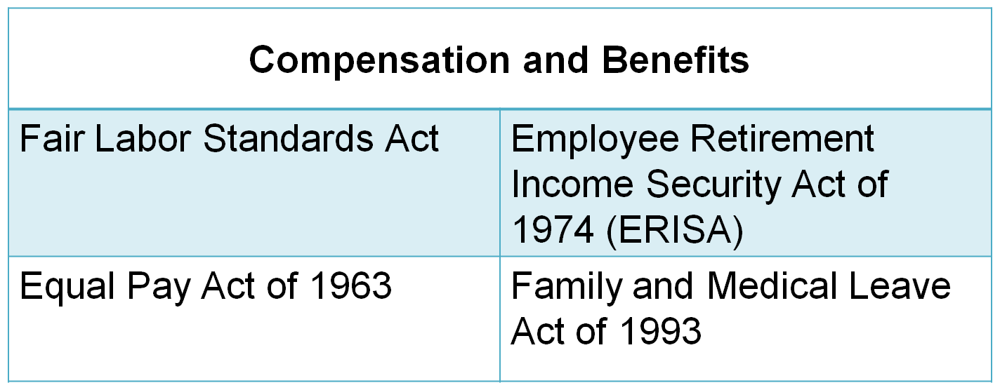 Compensation and Benefits
Fair Labor Standards Act
Employee Retirement
Income Security Act of
1974 (ERISA)
Equal Pay Act of 1963
Family and Medical Leave
Act of 1993